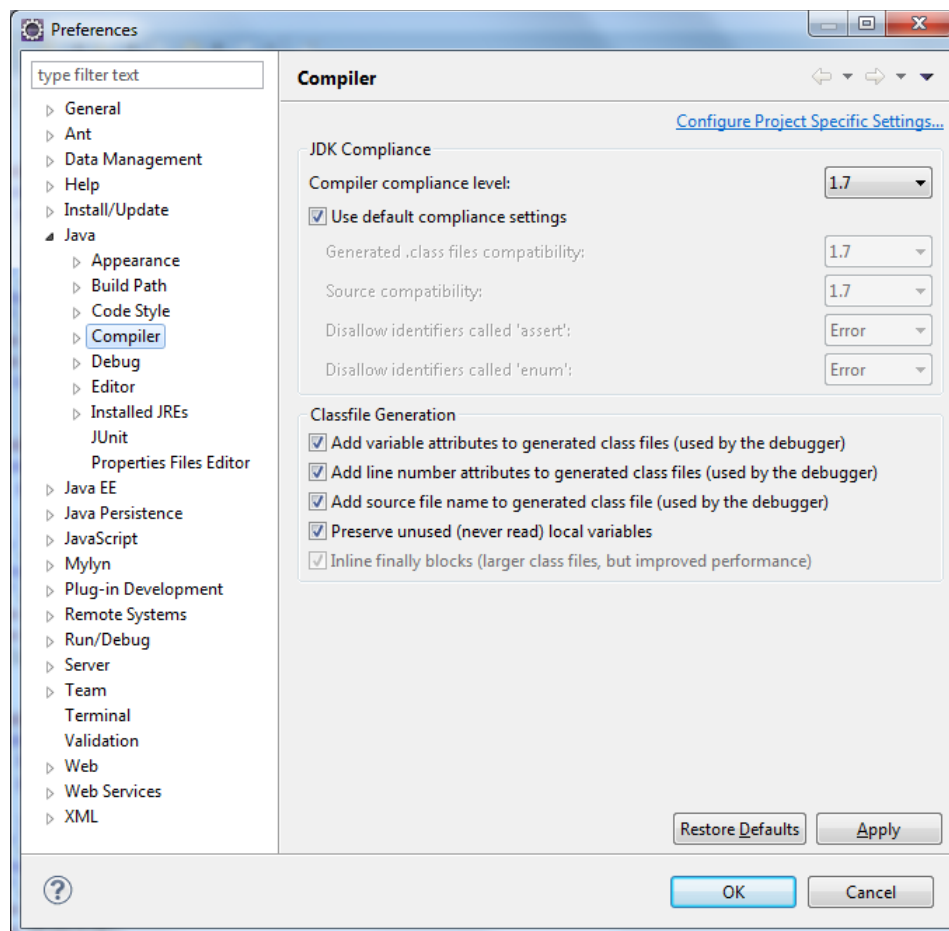 Preferences
type filter text
General
Ant
Data Management
Help
Install/Update
Java
Appearance
Build Path
Code Style
Compiler
Debug
Editor
Installed JREs
JUnit
Properties Files Editor
Java EE
Java Persistence
JavaScript
Mylyn
Plug-in Development
Remote Systems
Run/Debug
Server
Team
Terminal
Validation
Web
Web Services
XML
Compiler
Configure Project Specific Settings...
JDK Compliance
Compiler compliance level: 1.7
Use default compliance settings
Generated .class files compatibility: 1.7
Source compatibility: 1.7
Disallow identifiers called 'assert': Error
Disallow identifiers called 'enum': Error
Classfile Generation
Add variable attributes to generated class files (used by the debugger)
Add line number attributes to generated class files (used by the debugger)
Add source file name to generated class file (used by the debugger)
Preserve unused (never read) local variables
Inline finally blocks (larger class files, but improved performance)
Restore Defaults Apply
OK Cancel